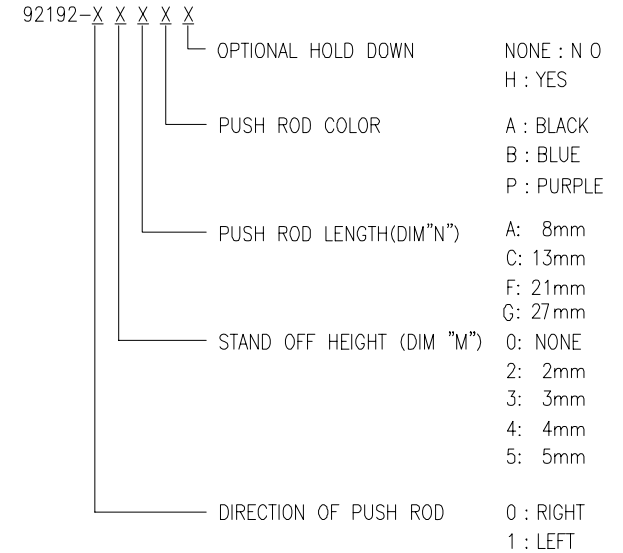 92192-X X X X X
OPTIONAL HOLD DOWN NONE : N O
H : YES
PUSH ROD COLOR A : BLACK
B : BLUE
P : PURPLE
PUSH ROD LENGTH(DIM"N") A: 8mm
C: 13mm
F: 21mm
G: 27mm
STAND OFF HEIGHT (DIM "M") 0: NONE
2: 2mm
3: 3mm
4: 4mm
5: 5mm
DIRECTION OF PUSH ROD 0 : RIGHT
1 : LEFT